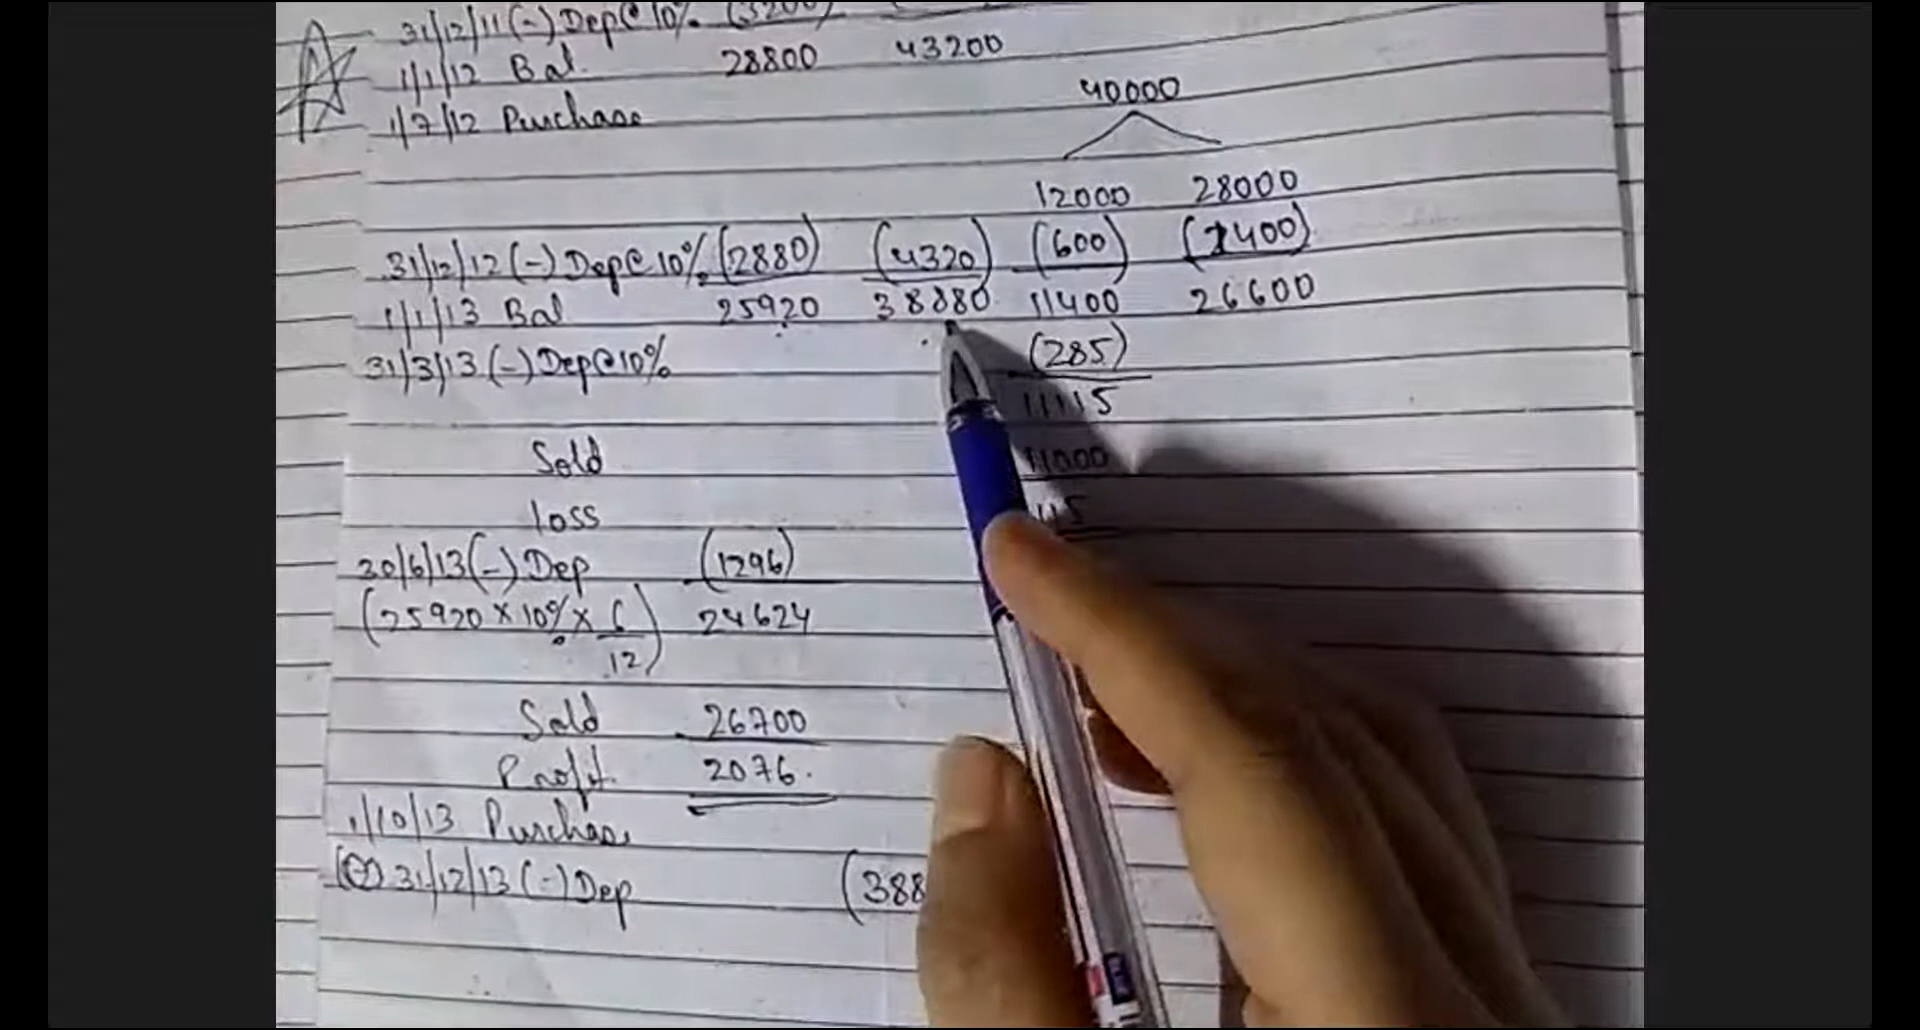 31/12/11 (-) Dep@10% (3200)
1/1/12 Bal. 28800 43200
1/7/12 Purchase
40000
12000 28000
31/12/12 (-) Dep@10% (2880) (4320) (600) (1400)
1/1/13 Bal 25920 38880 11400 26600
31/3/13 (-) Dep@10% (285)
11115
Sold 11000
loss 115
30/6/13 (-) Dep (1296)
(25920 × 10% × 6/12) 24624
Sold 26700
Profit 2076.
1/10/13 Purchase
31/12/13 (-) Dep (388